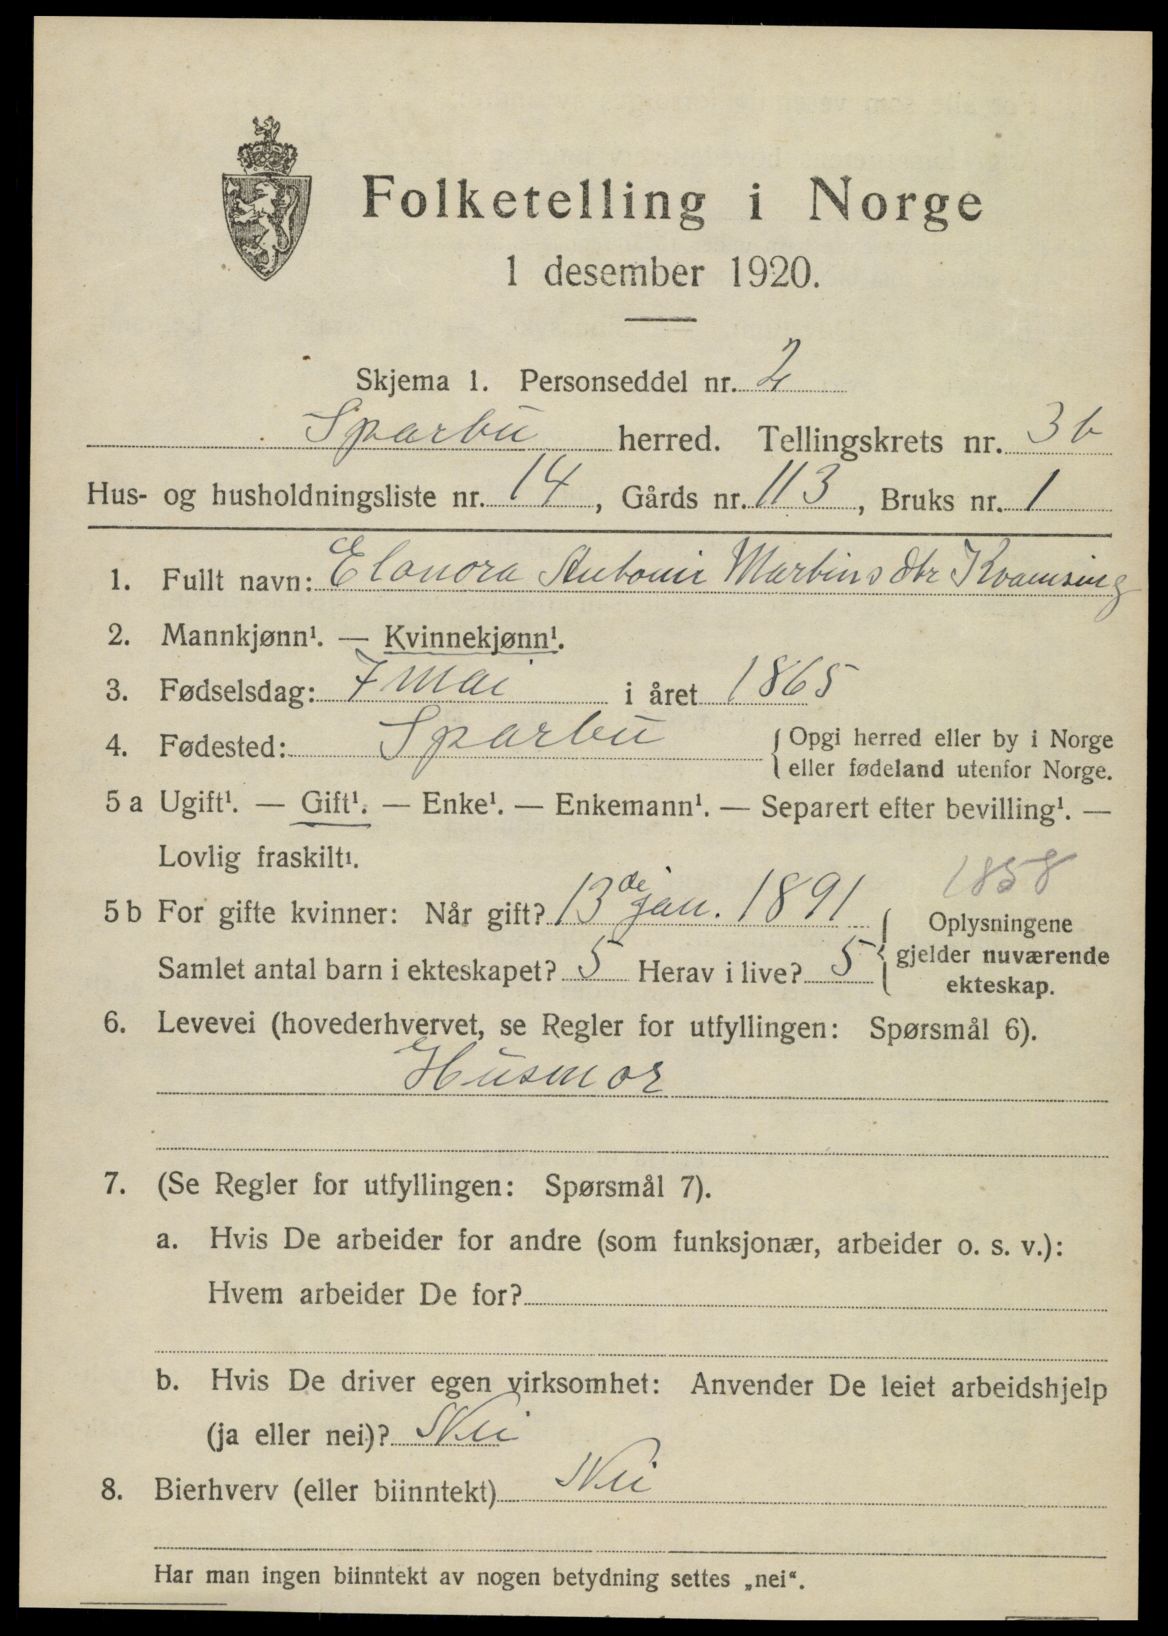 Folketelling i Norge
1 desember 1920.
Skjema 1. Personseddel nr. 2
Sparbu herred. Tellingskrets nr. 3b
Hus- og husholdningsliste nr. 14, Gårds nr. 113, Bruks nr. 1
1. Fullt navn: Elonora Antonie Martinsdtr Kvamsing
2. Mannkjønn¹. — Kvinnekjønn¹.
3. Fødselsdag: 7 mai i året 1865
4. Fødested: Sparbu { Opgi herred eller by i Norge
eller fødeland utenfor Norge.
5 a Ugift¹. — Gift¹. — Enke¹. — Enkemann¹. — Separert efter bevilling¹. —
Lovlig fraskilt¹.
1858
5 b For gifte kvinner: Når gift? 13de jan. 1891 { Oplysningene
Samlet antal barn i ekteskapet? 5 Herav i live? 5 gjelder nuværende
ekteskap.
6. Levevei (hovederhvervet, se Regler for utfyllingen: Spørsmål 6).
Husmor
7. (Se Regler for utfyllingen: Spørsmål 7).
a. Hvis De arbeider for andre (som funksjonær, arbeider o. s. v.):
Hvem arbeider De for?
b. Hvis De driver egen virksomhet: Anvender De leiet arbeidshjelp
(ja eller nei)? Nei
8. Bierhverv (eller biinntekt) Nei
Har man ingen biinntekt av nogen betydning settes „nei“.